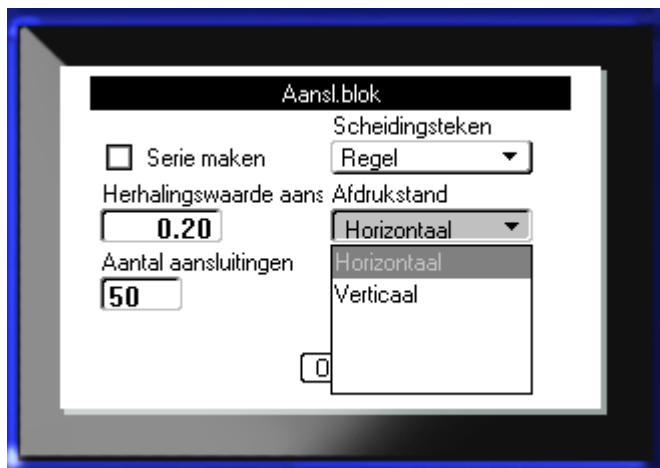 Aansl.blok
Scheidingsteken
Serie maken
Regel
Herhalingswaarde aans
Afdrukstand
0.20
Horizontaal
Aantal aansluitingen
Horizontaal
50
Verticaal